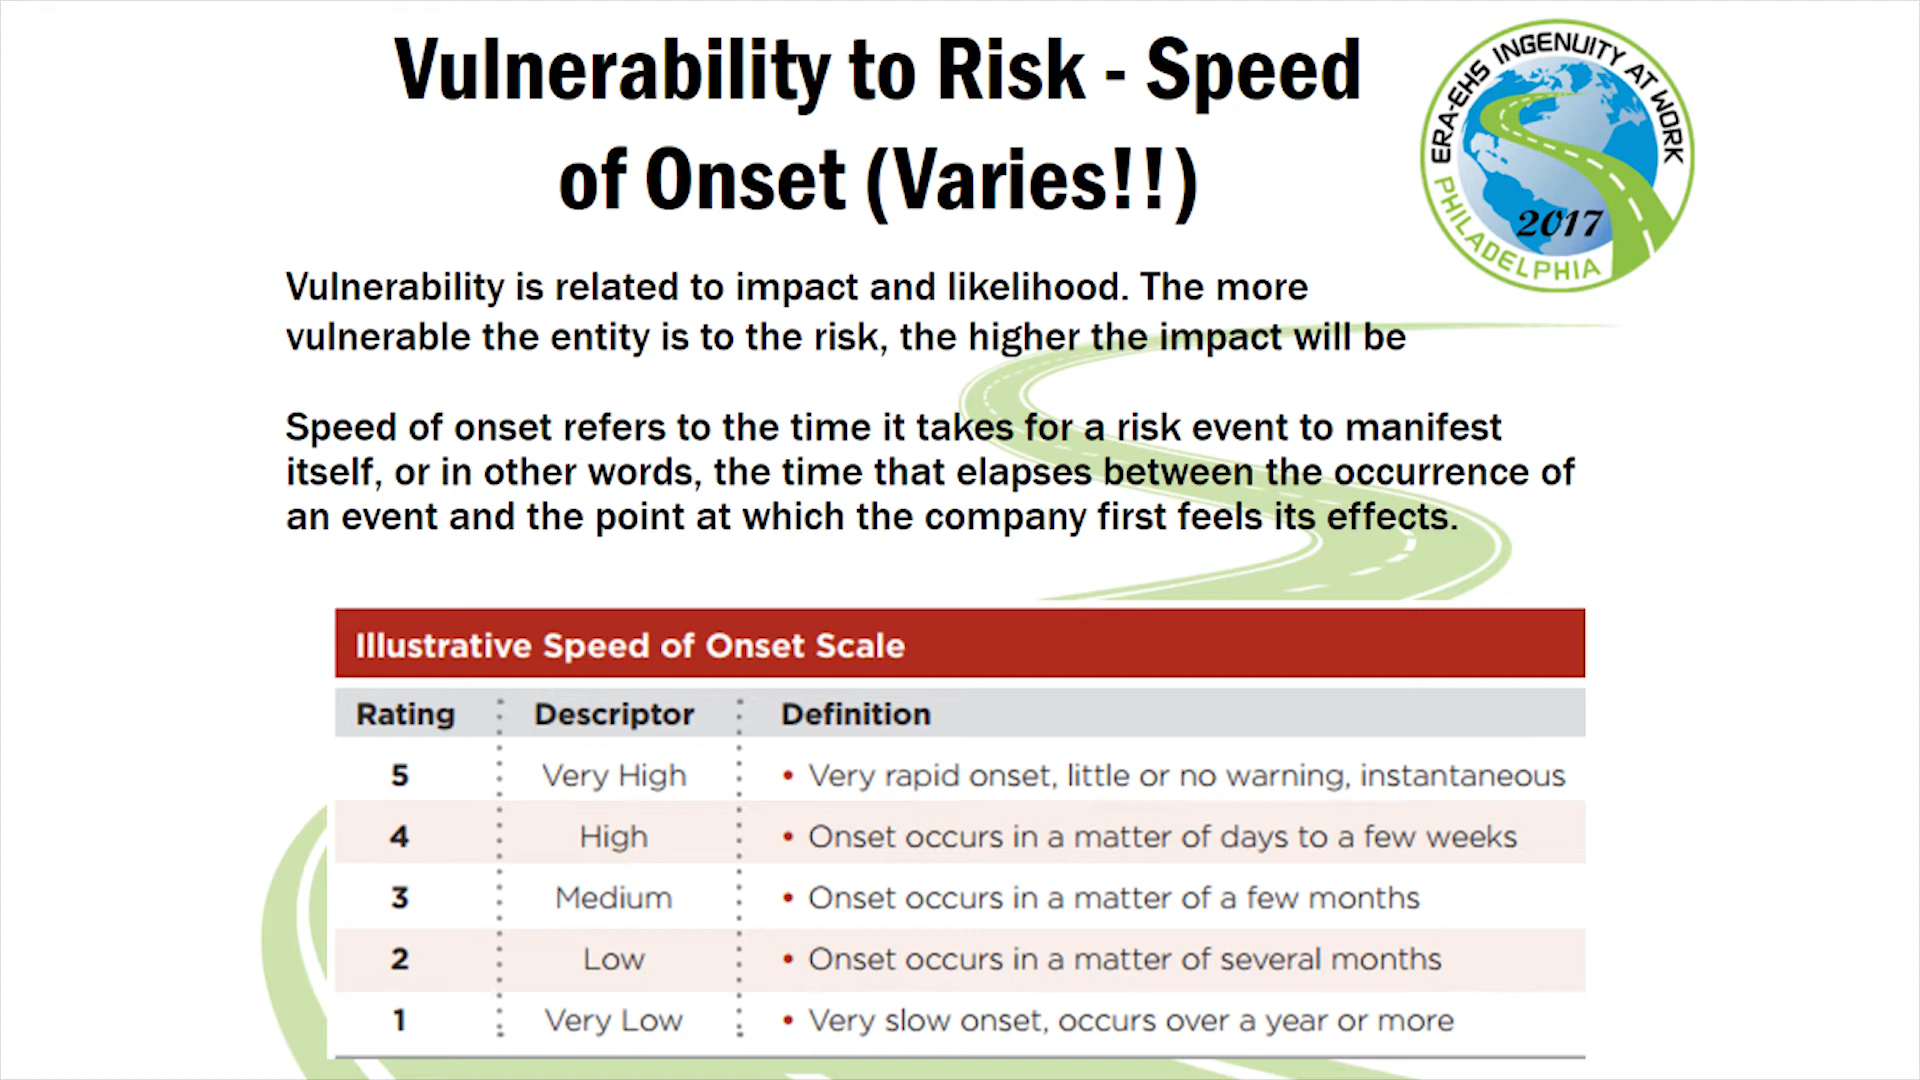 Vulnerability to Risk - Speed
of Onset (Varies!!)
ERA-EHS INGENUITY AT WORK
2017
PHILADELPHIA
Vulnerability is related to impact and likelihood. The more
vulnerable the entity is to the risk, the higher the impact will be
Speed of onset refers to the time it takes for a risk event to manifest
itself, or in other words, the time that elapses between the occurrence of
an event and the point at which the company first feels its effects.
Illustrative Speed of Onset Scale
Rating Descriptor Definition
5 Very High • Very rapid onset, little or no warning, instantaneous
4 High • Onset occurs in a matter of days to a few weeks
3 Medium • Onset occurs in a matter of a few months
2 Low • Onset occurs in a matter of several months
1 Very Low • Very slow onset, occurs over a year or more